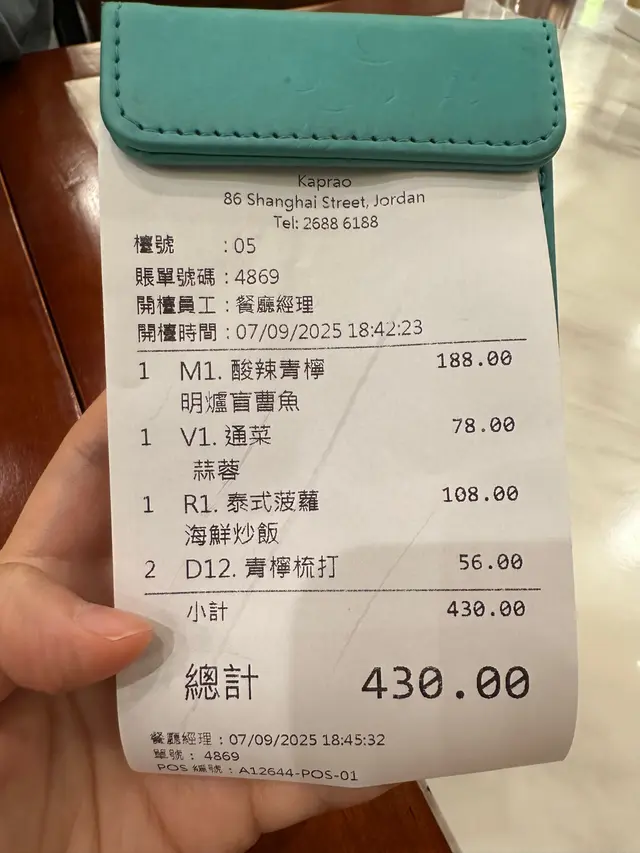 Kaprao
86 Shanghai Street, Jordan
Tel: 2688 6188
檯號 : 05
賬單號碼 : 4869
開檯員工 : 餐廳經理
開檯時間 : 07/09/2025 18:42:23
1 M1. 酸辣青檸 188.00
明爐盲曹魚
1 V1. 通菜 78.00
蒜蓉
1 R1. 泰式菠蘿 108.00
海鮮炒飯
2 D12. 青檸梳打 56.00
小計 430.00
總計 430.00
餐廳經理 : 07/09/2025 18:45:32
單號 : 4869
POS 編號 : A12644-POS-01